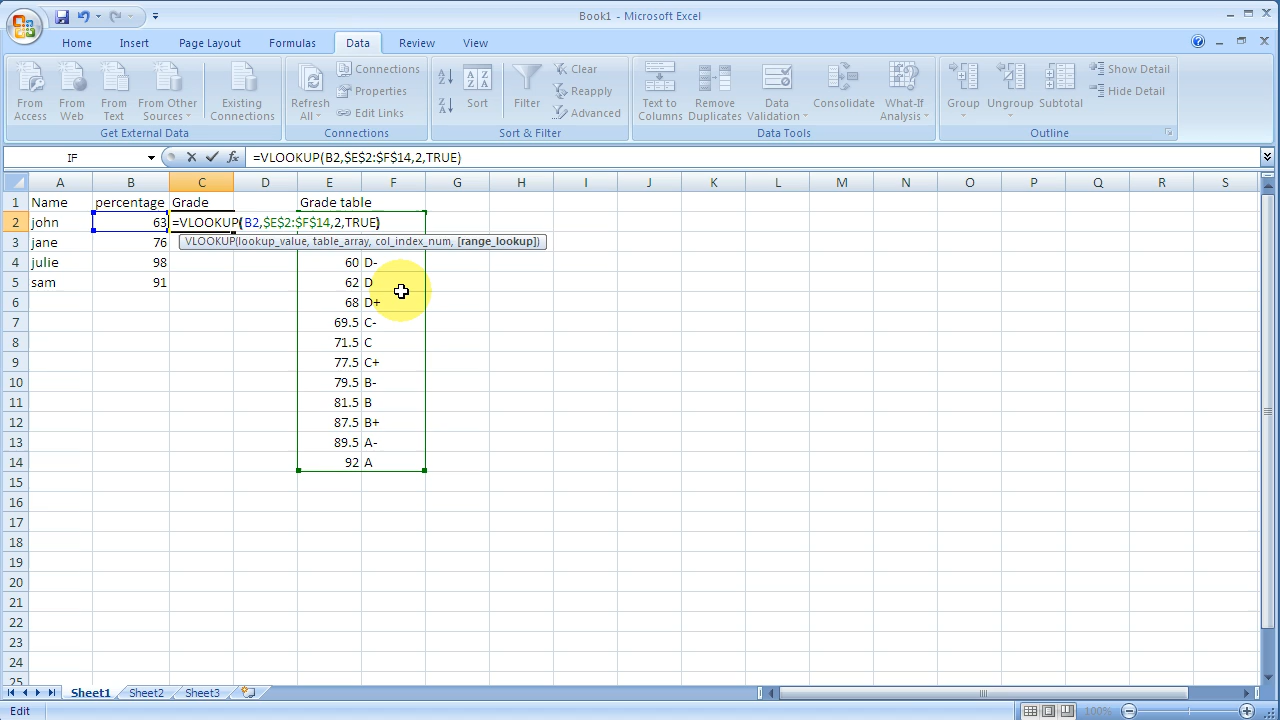 Book1 - Microsoft Excel
Home Insert Page Layout Formulas Data Review View
From Access From Web From Text From Other Sources Existing Connections Refresh All Connections Properties Edit Links Sort Filter Clear Reapply Advanced Text to Columns Remove Duplicates Data Validation Consolidate What-If Analysis Group Ungroup Subtotal Show Detail Hide Detail
Get External Data Connections Sort & Filter Data Tools Outline
IF fx =VLOOKUP(B2,$E$2:$F$14,2,TRUE)
A B C D E F G H I J K L M N O P Q R S
1 Name percentage Grade Grade table
2 john 63 =VLOOKUP(B2,$E$2:$F$14,2,TRUE)
3 jane 76 VLOOKUP(lookup_value, table_array, col_index_num, [range_lookup])
4 julie 98 60 D-
5 sam 91 62 D
6 68 D+
7 69.5 C-
8 71.5 C
9 77.5 C+
10 79.5 B-
11 81.5 B
12 87.5 B+
13 89.5 A-
14 92 A
15
16
17
18
19
20
21
22
23
24
25
Sheet1 Sheet2 Sheet3
Edit 100%